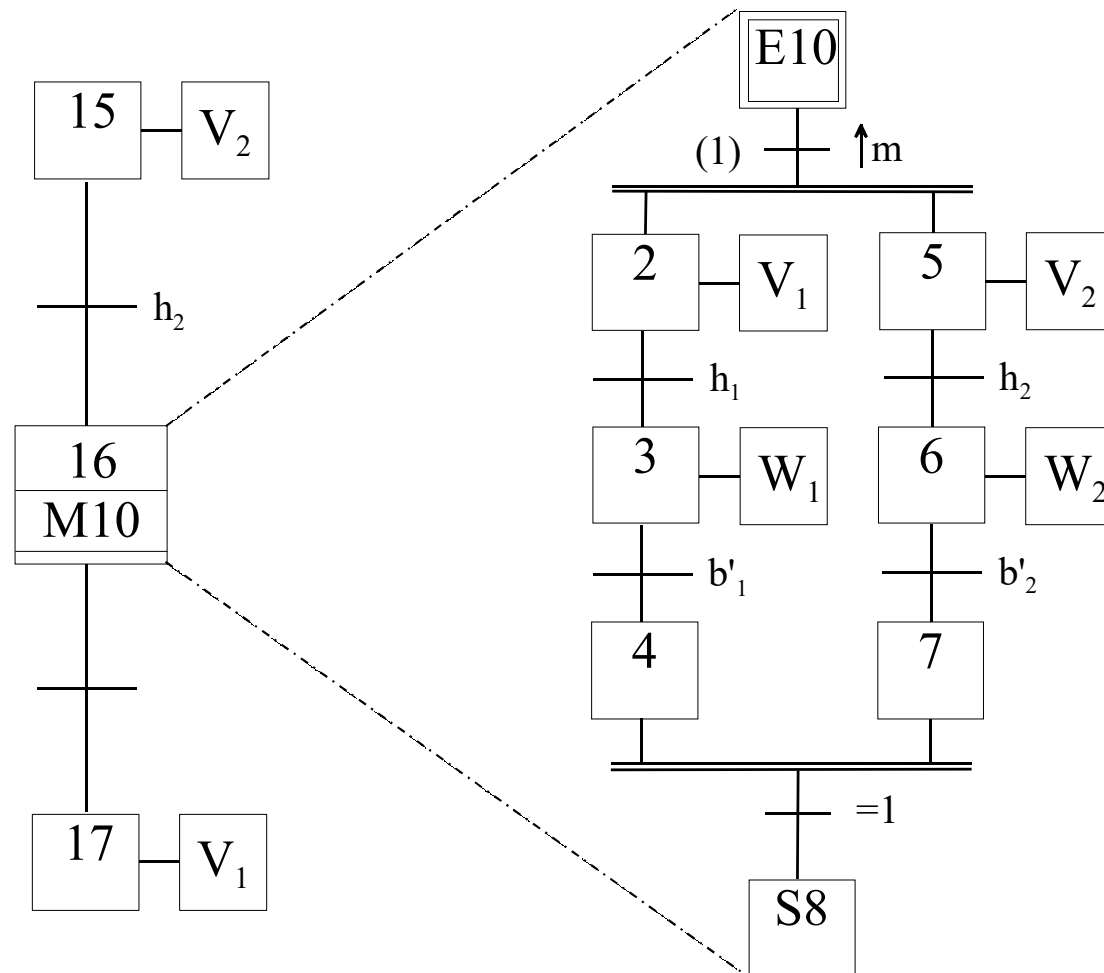 15
V₂
h₂
16
M10
17
V₁
E10
(1)
↑m
2
V₁
5
V₂
h₁
h₂
3
W₁
6
W₂
b'₁
b'₂
4
7
=1
S8